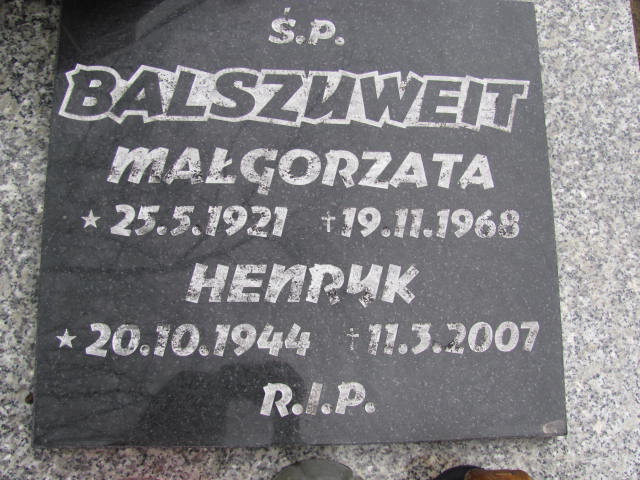 Ś.P.
BALSZUWEIT
MAŁGORZATA
★ 25.5.1921 ✝ 19.11.1968
HENRYK
★ 20.10.1944 ✝ 11.3.2007
R.I.P.